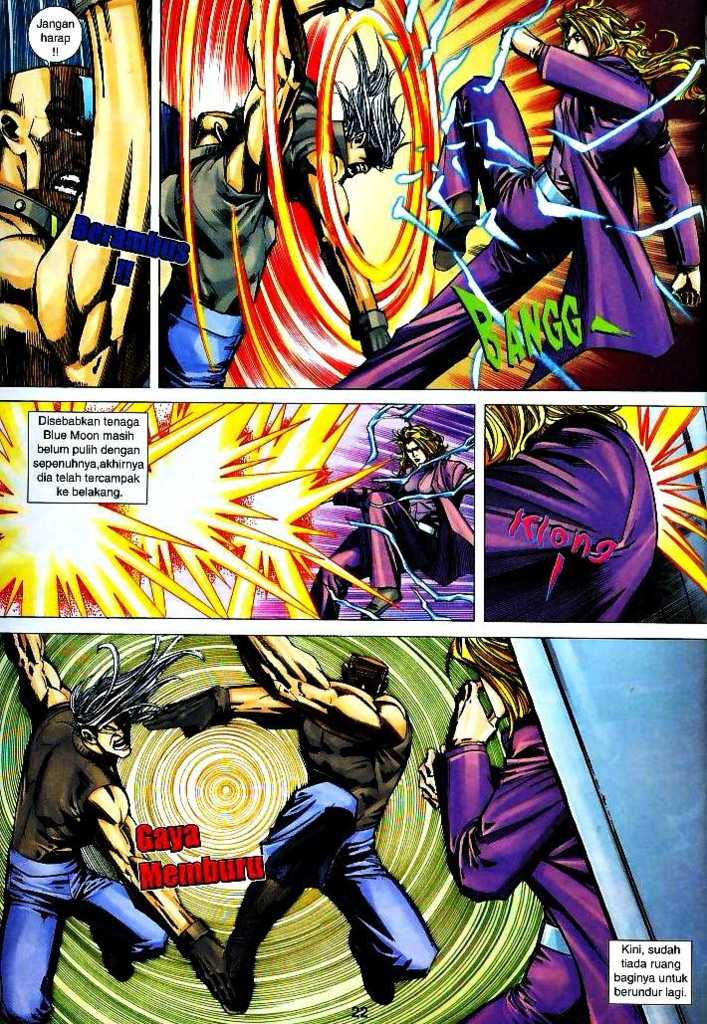 Jangan
harap
!!
Berambus
!!
BANGG
Disebabkan tenaga
Blue Moon masih
belum pulih dengan
sepenuhnya,akhirnya
dia telah tercampak
ke belakang.
Klong
!
Gaya
Memburu
Kini, sudah
tiada ruang
baginya untuk
berundur lagi.
22